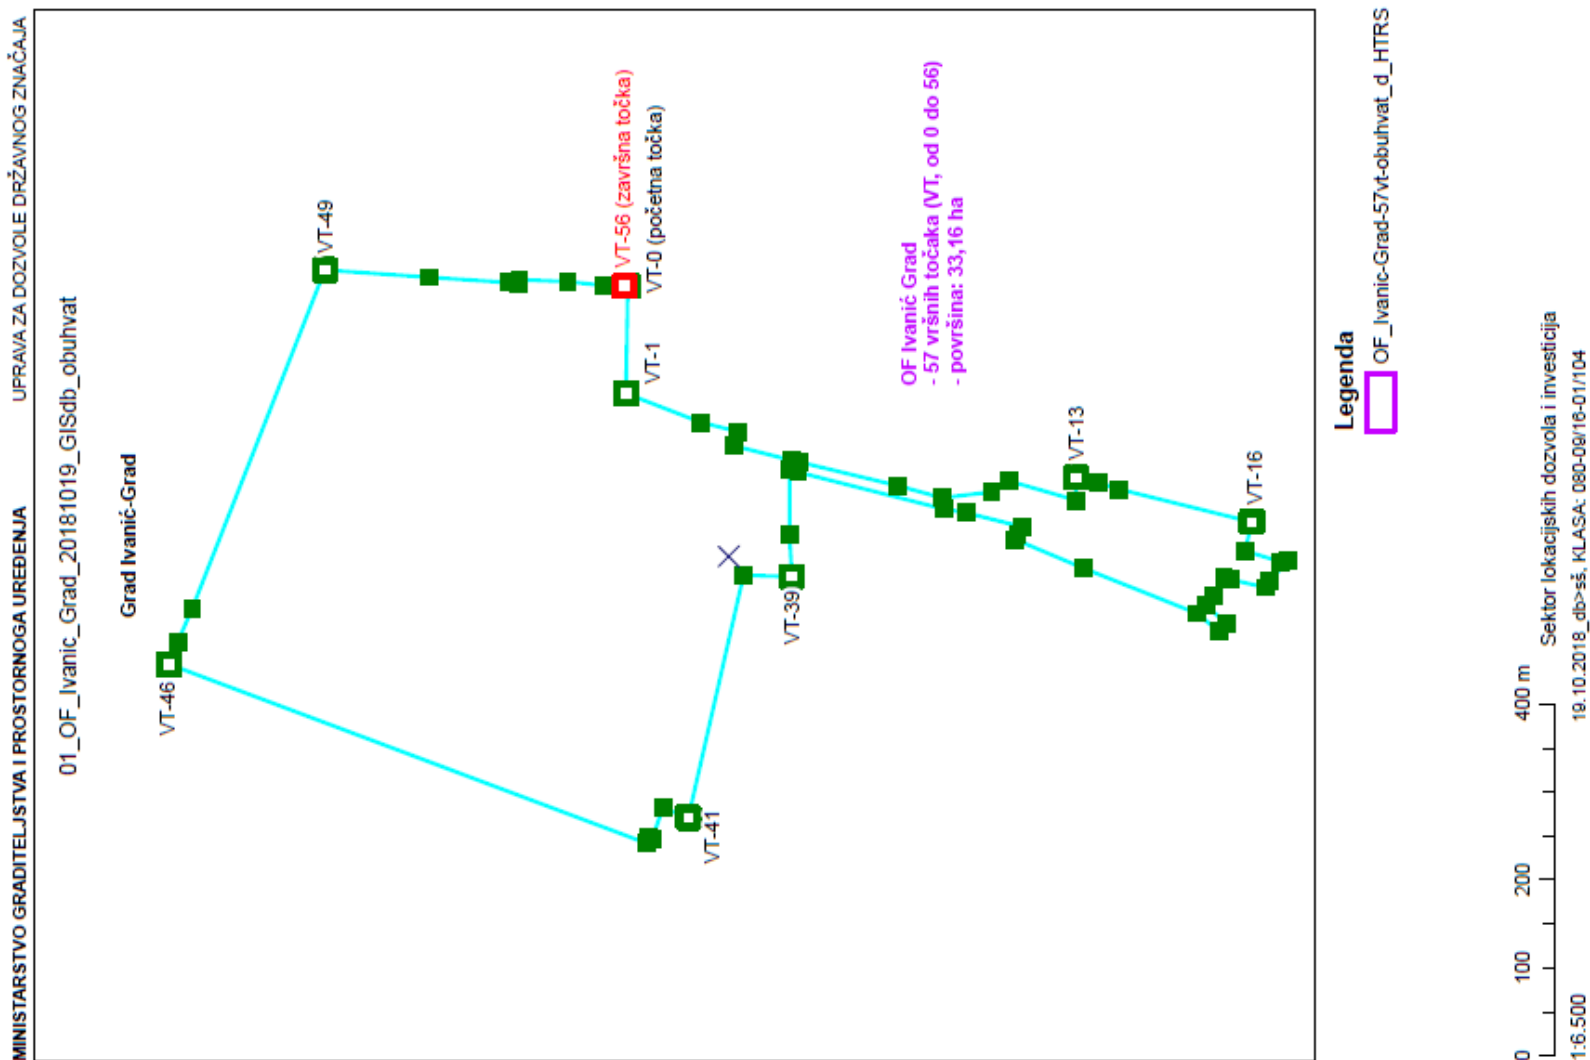 MINISTARSTVO GRADITELJSTVA I PROSTORNOGA UREĐENJA
UPRAVA ZA DOZVOLE DRŽAVNOG ZNAČAJA
01_OF_Ivanic_Grad_20181019_GISdb_obuhvat
Grad Ivanić-Grad
VT-46
VT-49
VT-56 (završna točka)
VT-0 (početna točka)
VT-1
VT-41
VT-39
OF Ivanić Grad
- 57 vršnih točaka (VT, od 0 do 56)
- površina: 33,16 ha
VT-13
VT-16
Legenda
OF_Ivanic-Grad-57vt-obuhvat_d_HTRS
0 100 200 400 m
Sektor lokacijskih dozvola i investicija
1:6.500
19.10.2018_db>sš, KLASA: 080-09/16-01/104